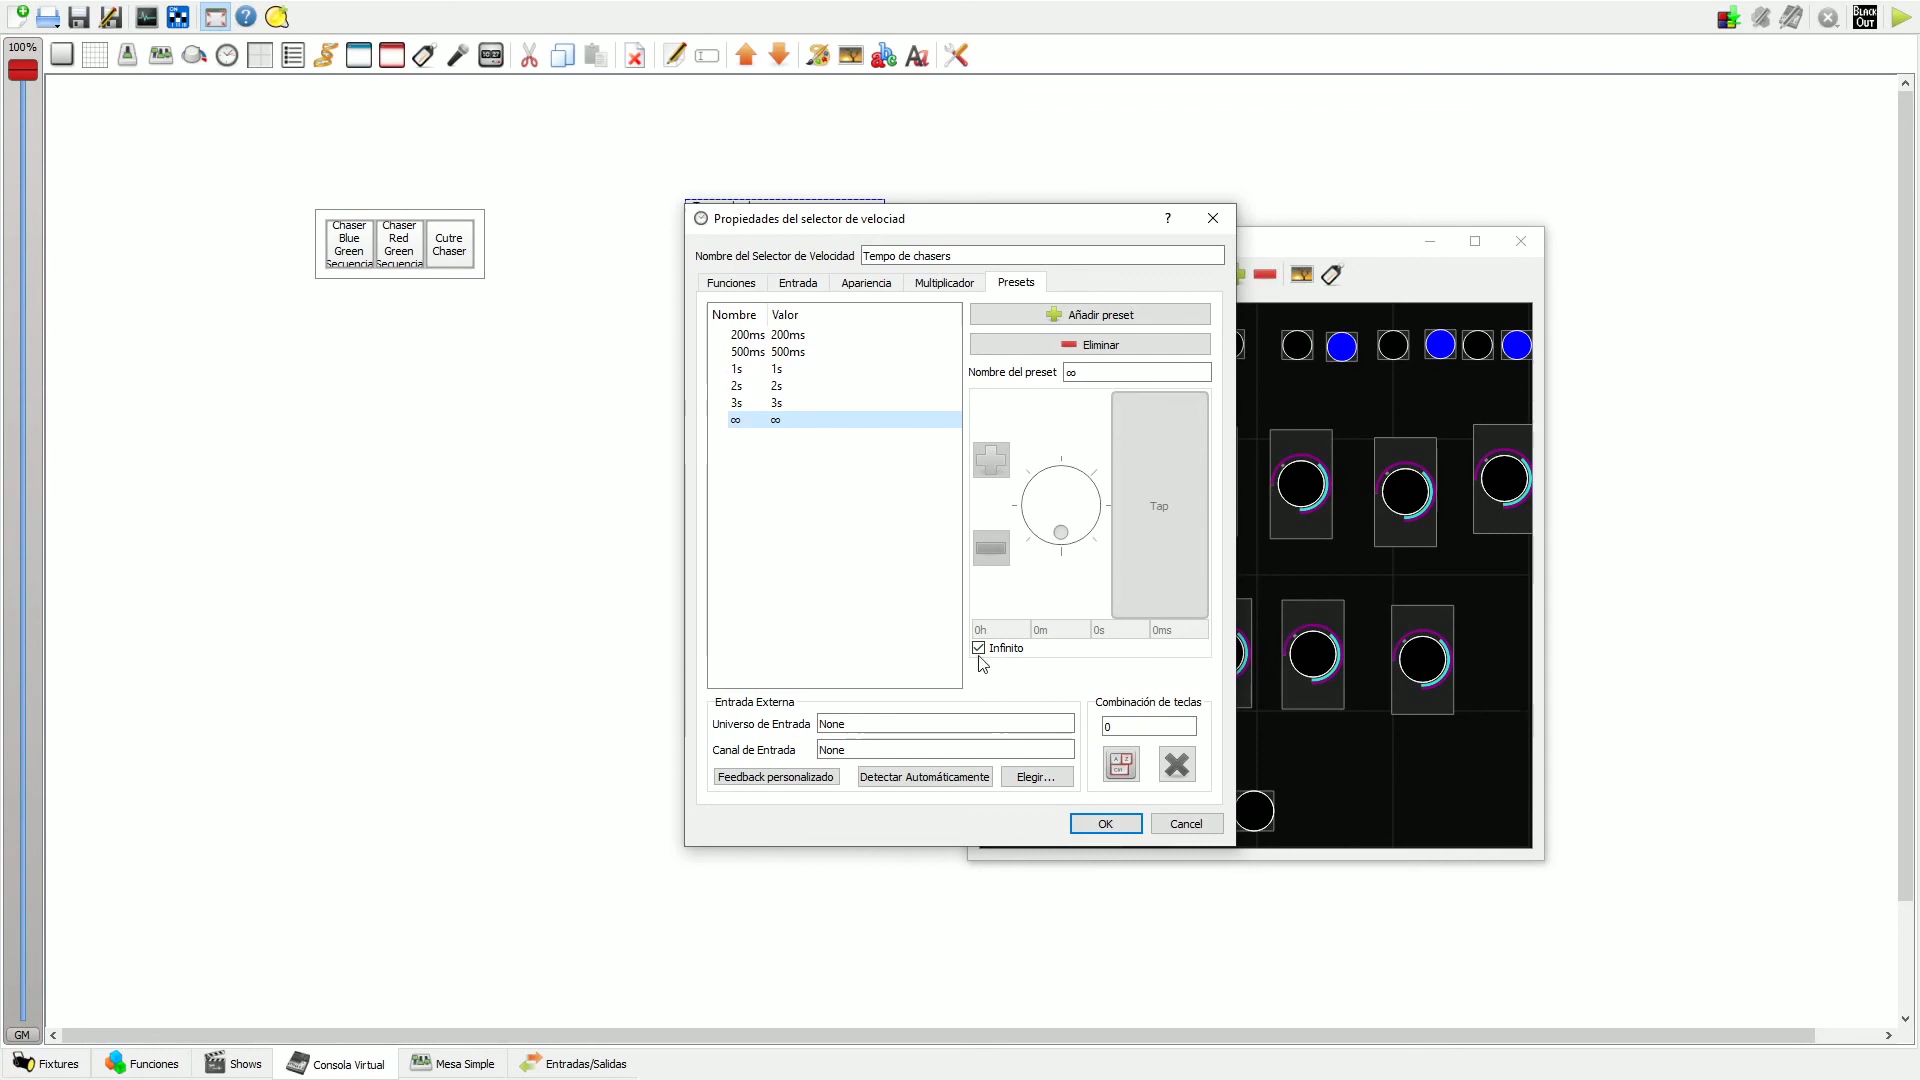 BLACK
OUT
100%
Chaser
Blue
Green
Secuencia
Chaser
Red
Green
Secuencia
Cutre
Chaser
Propiedades del selector de velociad
?
Nombre del Selector de Velocidad
Tempo de chasers
Funciones
Entrada
Apariencia
Multiplicador
Presets
Nombre
Valor
200ms 200ms
500ms 500ms
1s 1s
2s 2s
3s 3s
∞ ∞
Añadir preset
Eliminar
Nombre del preset ∞
Tap
0h
0m
0s
0ms
Infinito
Entrada Externa
Universo de Entrada None
Canal de Entrada None
Feedback personalizado
Detectar Automáticamente
Elegir...
Combinación de teclas
0
OK
Cancel
GM
Fixtures
Funciones
Shows
Consola Virtual
Mesa Simple
Entradas/Salidas